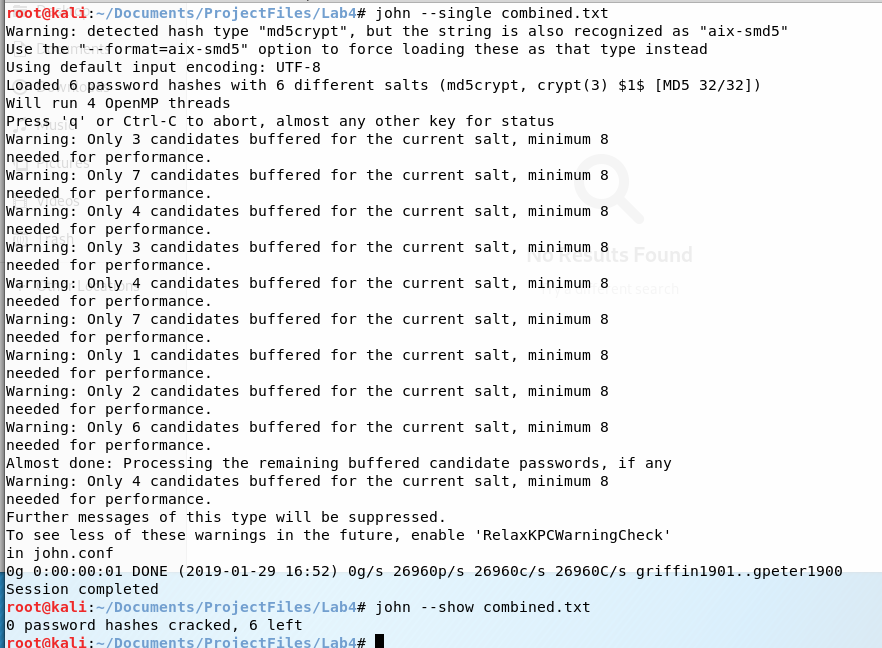 root@kali:~/Documents/ProjectFiles/Lab4# john --single combined.txt
Warning: detected hash type "md5crypt", but the string is also recognized as "aix-smd5"
Use the "--format=aix-smd5" option to force loading these as that type instead
Using default input encoding: UTF-8
Loaded 6 password hashes with 6 different salts (md5crypt, crypt(3) $1$ [MD5 32/32])
Will run 4 OpenMP threads
Press 'q' or Ctrl-C to abort, almost any other key for status
Warning: Only 3 candidates buffered for the current salt, minimum 8
needed for performance.
Warning: Only 7 candidates buffered for the current salt, minimum 8
needed for performance.
Warning: Only 4 candidates buffered for the current salt, minimum 8
needed for performance.
Warning: Only 3 candidates buffered for the current salt, minimum 8
needed for performance.
Warning: Only 4 candidates buffered for the current salt, minimum 8
needed for performance.
Warning: Only 7 candidates buffered for the current salt, minimum 8
needed for performance.
Warning: Only 1 candidates buffered for the current salt, minimum 8
needed for performance.
Warning: Only 2 candidates buffered for the current salt, minimum 8
needed for performance.
Warning: Only 6 candidates buffered for the current salt, minimum 8
needed for performance.
Almost done: Processing the remaining buffered candidate passwords, if any
Warning: Only 4 candidates buffered for the current salt, minimum 8
needed for performance.
Further messages of this type will be suppressed.
To see less of these warnings in the future, enable 'RelaxKPCWarningCheck'
in john.conf
0g 0:00:00:01 DONE (2019-01-29 16:52) 0g/s 26960p/s 26960c/s 26960C/s griffin1901..gpeter1900
Session completed
root@kali:~/Documents/ProjectFiles/Lab4# john --show combined.txt
0 password hashes cracked, 6 left
root@kali:~/Documents/ProjectFiles/Lab4#
Pictures
Videos
Trash
No Results Found